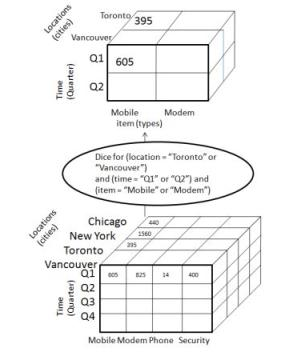 Locations
(cities)
Toronto
395
Vancouver
Q1
605
Q2
Time
(Quarter)
Mobile Modem
item (types)
Dice for (location = "Toronto" or
"Vancouver")
and (time = "Q1" or "Q2") and
(item = "Mobile" or "Modem")
Locations
(cities)
Chicago
440
New York
1560
Toronto
395
Vancouver
Q1
605 825 14 400
Q2
Q3
Q4
Time
(Quarter)
Mobile Modem Phone Security